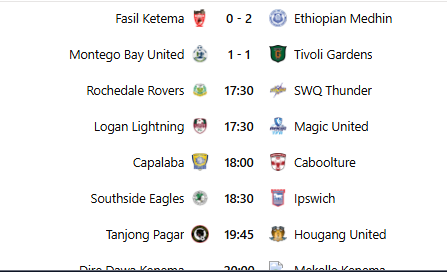 Fasil Ketema 0 - 2 Ethiopian Medhin
Montego Bay United 1 - 1 Tivoli Gardens
Rochedale Rovers 17:30 SWQ Thunder
Logan Lightning 17:30 Magic United
Capalaba 18:00 Caboolture
Southside Eagles 18:30 Ipswich
Tanjong Pagar 19:45 Hougang United
Dire Dawa Kenema 20:00 Mekelle Kenema